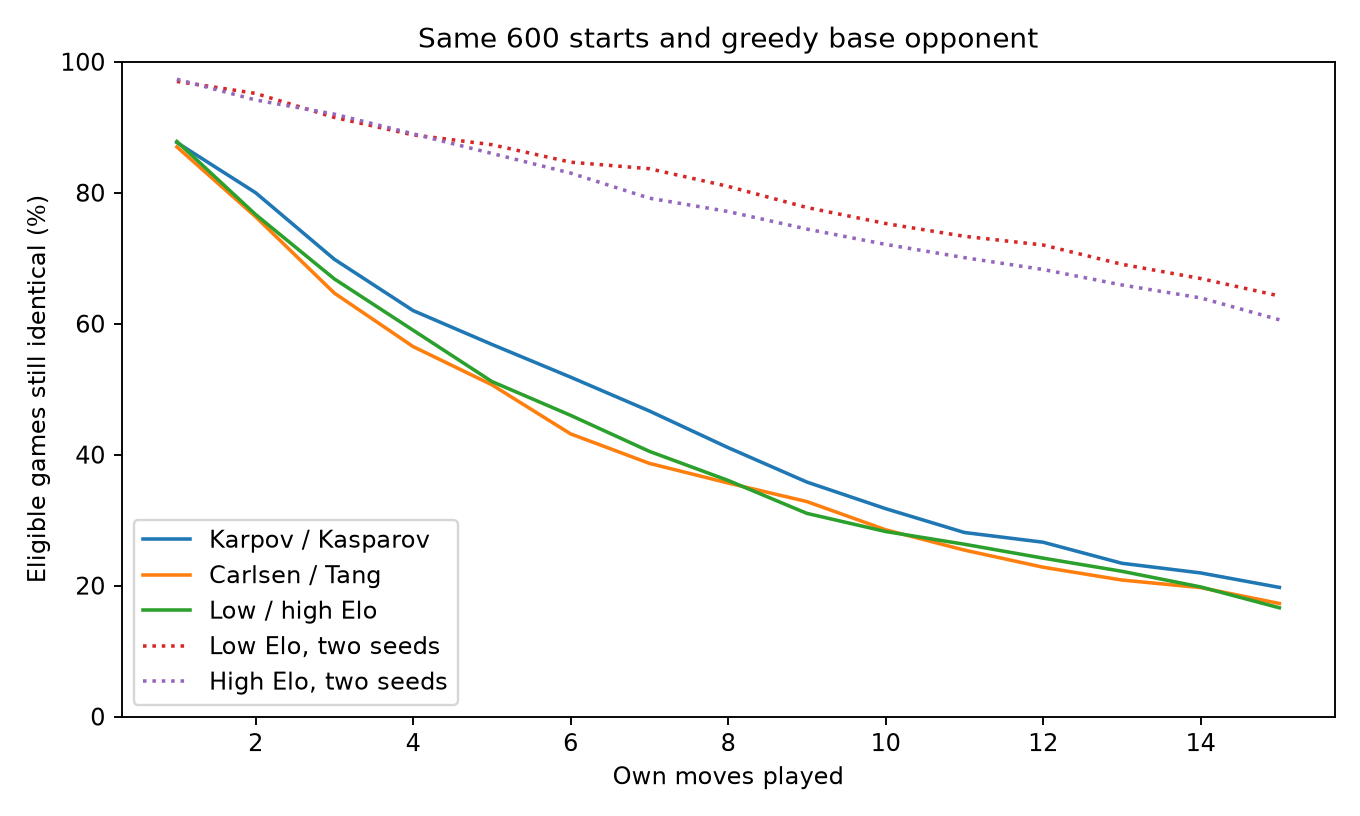 Same 600 starts and greedy base opponent
Eligible games still identical (%)
100
80
60
40
20
0
Karpov / Kasparov
Carlsen / Tang
Low / high Elo
Low Elo, two seeds
High Elo, two seeds
2 4 6 8 10 12 14
Own moves played